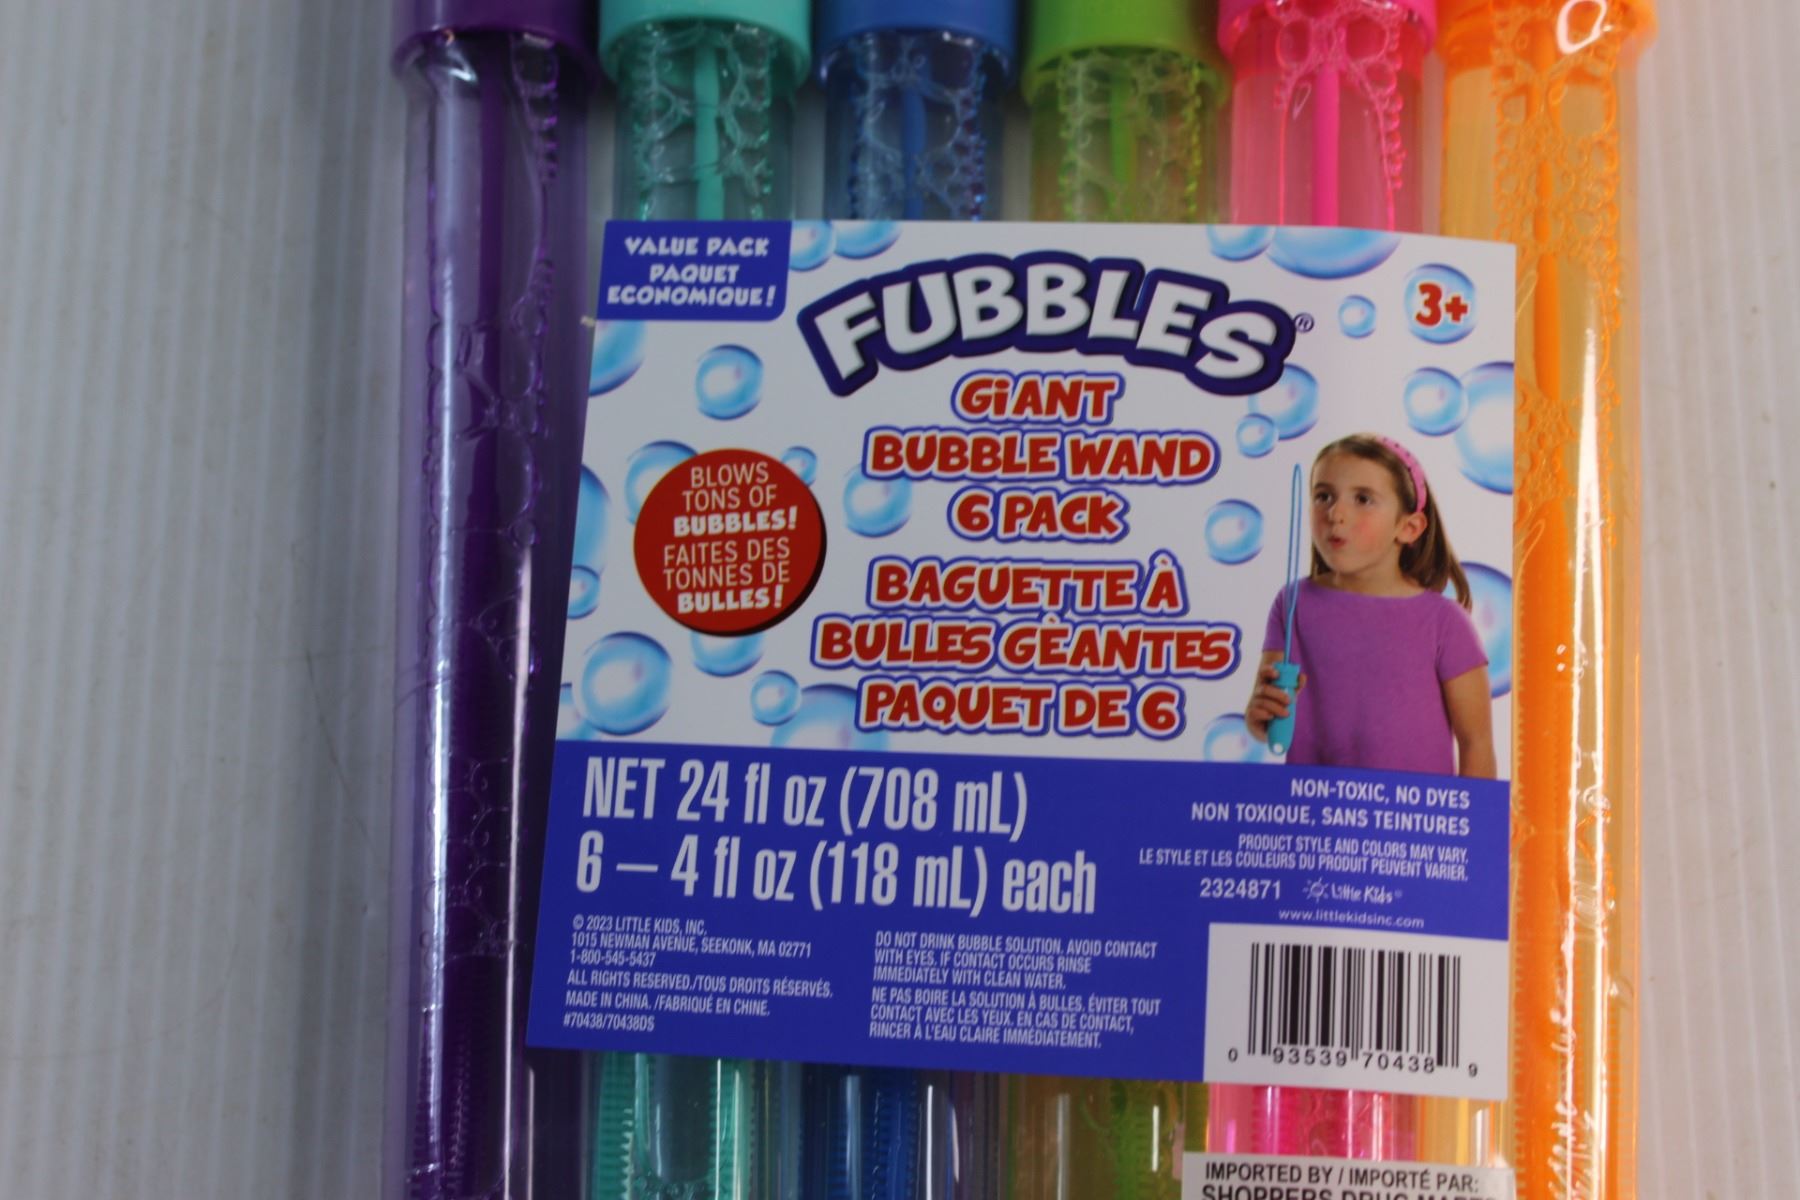 VALUE PACK
PAQUET
ECONOMIQUE!
FUBBLES®
3+
GiANT
BUBBLE WAND
6 PACK
BAGUETTE À
BULLES GÈANTES
PAQUET DE 6
BLOWS
TONS OF
BUBBLES!
FAITES DES
TONNES DE
BULLES!
NET 24 fl oz (708 mL)
6 – 4 fl oz (118 mL) each
NON-TOXIC, NO DYES
NON TOXIQUE, SANS TEINTURES
PRODUCT STYLE AND COLORS MAY VARY.
LE STYLE ET LES COULEURS DU PRODUIT PEUVENT VARIER.
2324871 Little Kids®
www.littlekidsinc.com
© 2023 LITTLE KIDS, INC.
1015 NEWMAN AVENUE, SEEKONK, MA 02771
1-800-545-5437
ALL RIGHTS RESERVED./TOUS DROITS RÉSERVÉS.
MADE IN CHINA. /FABRIQUÉ EN CHINE.
#70438/70438DS
DO NOT DRINK BUBBLE SOLUTION. AVOID CONTACT
WITH EYES. IF CONTACT OCCURS RINSE
IMMEDIATELY WITH CLEAN WATER.
NE PAS BOIRE LA SOLUTION À BULLES. ÉVITER TOUT
CONTACT AVEC LES YEUX. EN CAS DE CONTACT,
RINCER À L'EAU CLAIRE IMMÉDIATEMENT.
0 93539 70438 9
IMPORTED BY / IMPORTÉ PAR:
SHOPPERS DRUG MART